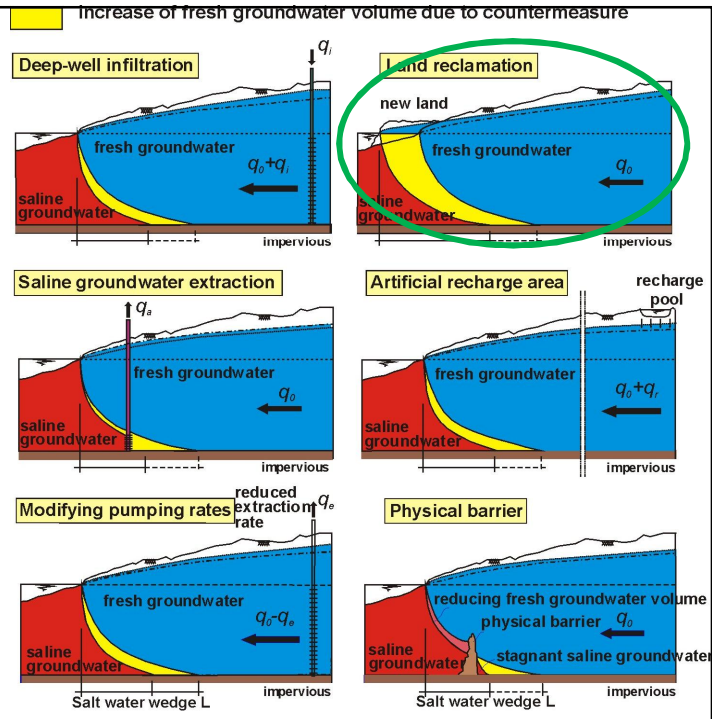 Increase of fresh groundwater volume due to countermeasure
Deep-well infiltration
qi
fresh groundwater
q0+qi
saline
groundwater
impervious
Land reclamation
new land
fresh groundwater
q0
saline
groundwater
impervious
Saline groundwater extraction
qa
fresh groundwater
q0
saline
groundwater
impervious
Artificial recharge area
recharge
pool
fresh groundwater
q0+qr
saline
groundwater
impervious
Modifying pumping rates
reduced
extraction
rate
qe
fresh groundwater
q0-qe
saline
groundwater
impervious
Salt water wedge L
Physical barrier
reducing fresh groundwater volume
physical barrier
q0
saline
groundwater
stagnant saline groundwater
impervious
Salt water wedge L